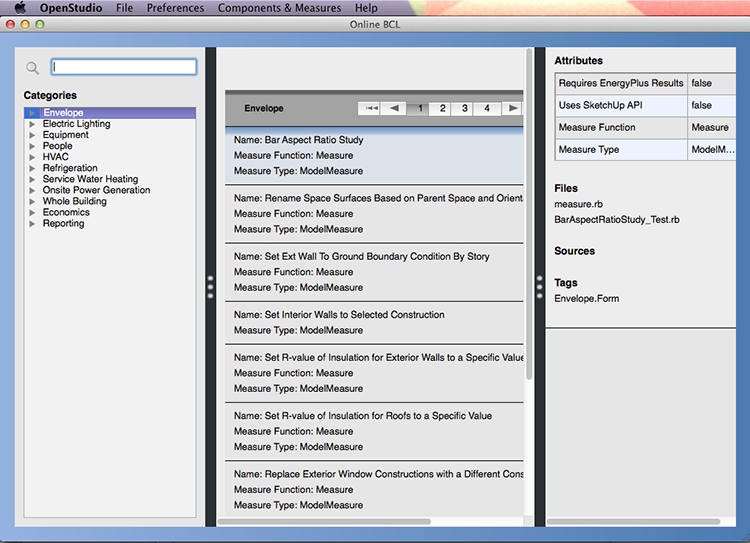 OpenStudio File Preferences Components & Measures Help
Online BCL
Categories
Envelope
Electric Lighting
Equipment
People
HVAC
Refrigeration
Service Water Heating
Onsite Power Generation
Whole Building
Economics
Reporting
Envelope 1 2 3 4
Name: Bar Aspect Ratio Study
Measure Function: Measure
Measure Type: ModelMeasure
Name: Rename Space Surfaces Based on Parent Space and Orient
Measure Function: Measure
Measure Type: ModelMeasure
Name: Set Ext Wall To Ground Boundary Condition By Story
Measure Function: Measure
Measure Type: ModelMeasure
Name: Set Interior Walls to Selected Construction
Measure Type: ModelMeasure
Name: Set R-value of Insulation for Exterior Walls to a Specific Value
Measure Function: Measure
Measure Type: ModelMeasure
Name: Set R-value of Insulation for Roofs to a Specific Value
Measure Function: Measure
Measure Type: ModelMeasure
Name: Replace Exterior Window Constructions with a Different Cons
Measure Function: Measure
Measure Type: ModelMeasure
Attributes
Requires EnergyPlus Results false
Uses SketchUp API false
Measure Function Measure
Measure Type ModelM...
Files
measure.rb
BarAspectRatioStudy_Test.rb
Sources
Tags
Envelope.Form